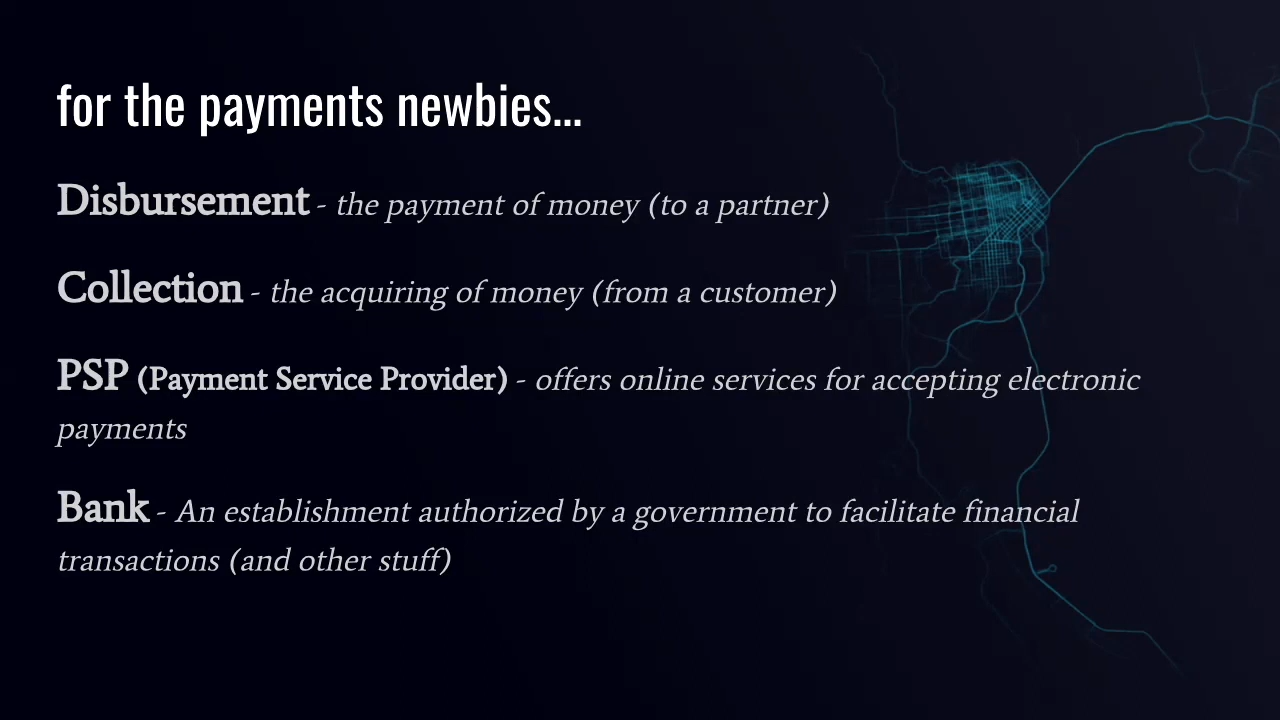 for the payments newbies...
Disbursement - the payment of money (to a partner)
Collection - the acquiring of money (from a customer)
PSP (Payment Service Provider) - offers online services for accepting electronic
payments
Bank - An establishment authorized by a government to facilitate financial
transactions (and other stuff)